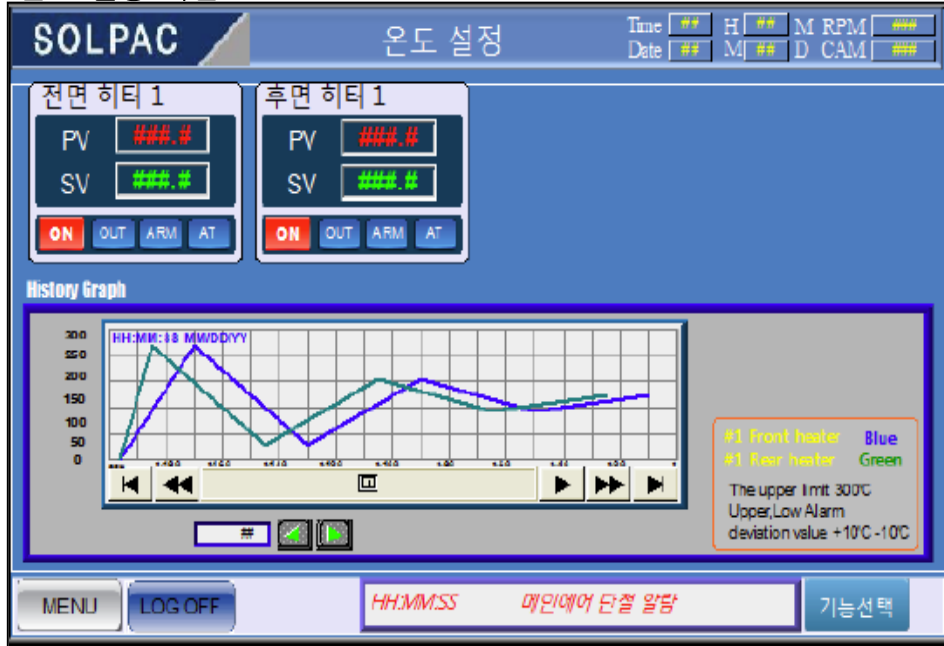 SOLPAC
온도 설정
Time ## H ## M RPM ###
Date ## M ## D CAM ###
전면 히터 1
PV ###.#
SV ###.#
ON OUT ARM AT
후면 히터 1
PV ###.#
SV ###.#
ON OUT ARM AT
History Graph
HH:MM:SS MM/DD/YY
300
250
200
150
100
50
0
##
#1 Front heater Blue
#1 Rear heater Green
The upper limit 300℃
Upper,Low Alarm
deviation value +10℃ -10℃
MENU
LOG OFF
HH:MM:SS 메인에어 단절 알람
기능선택